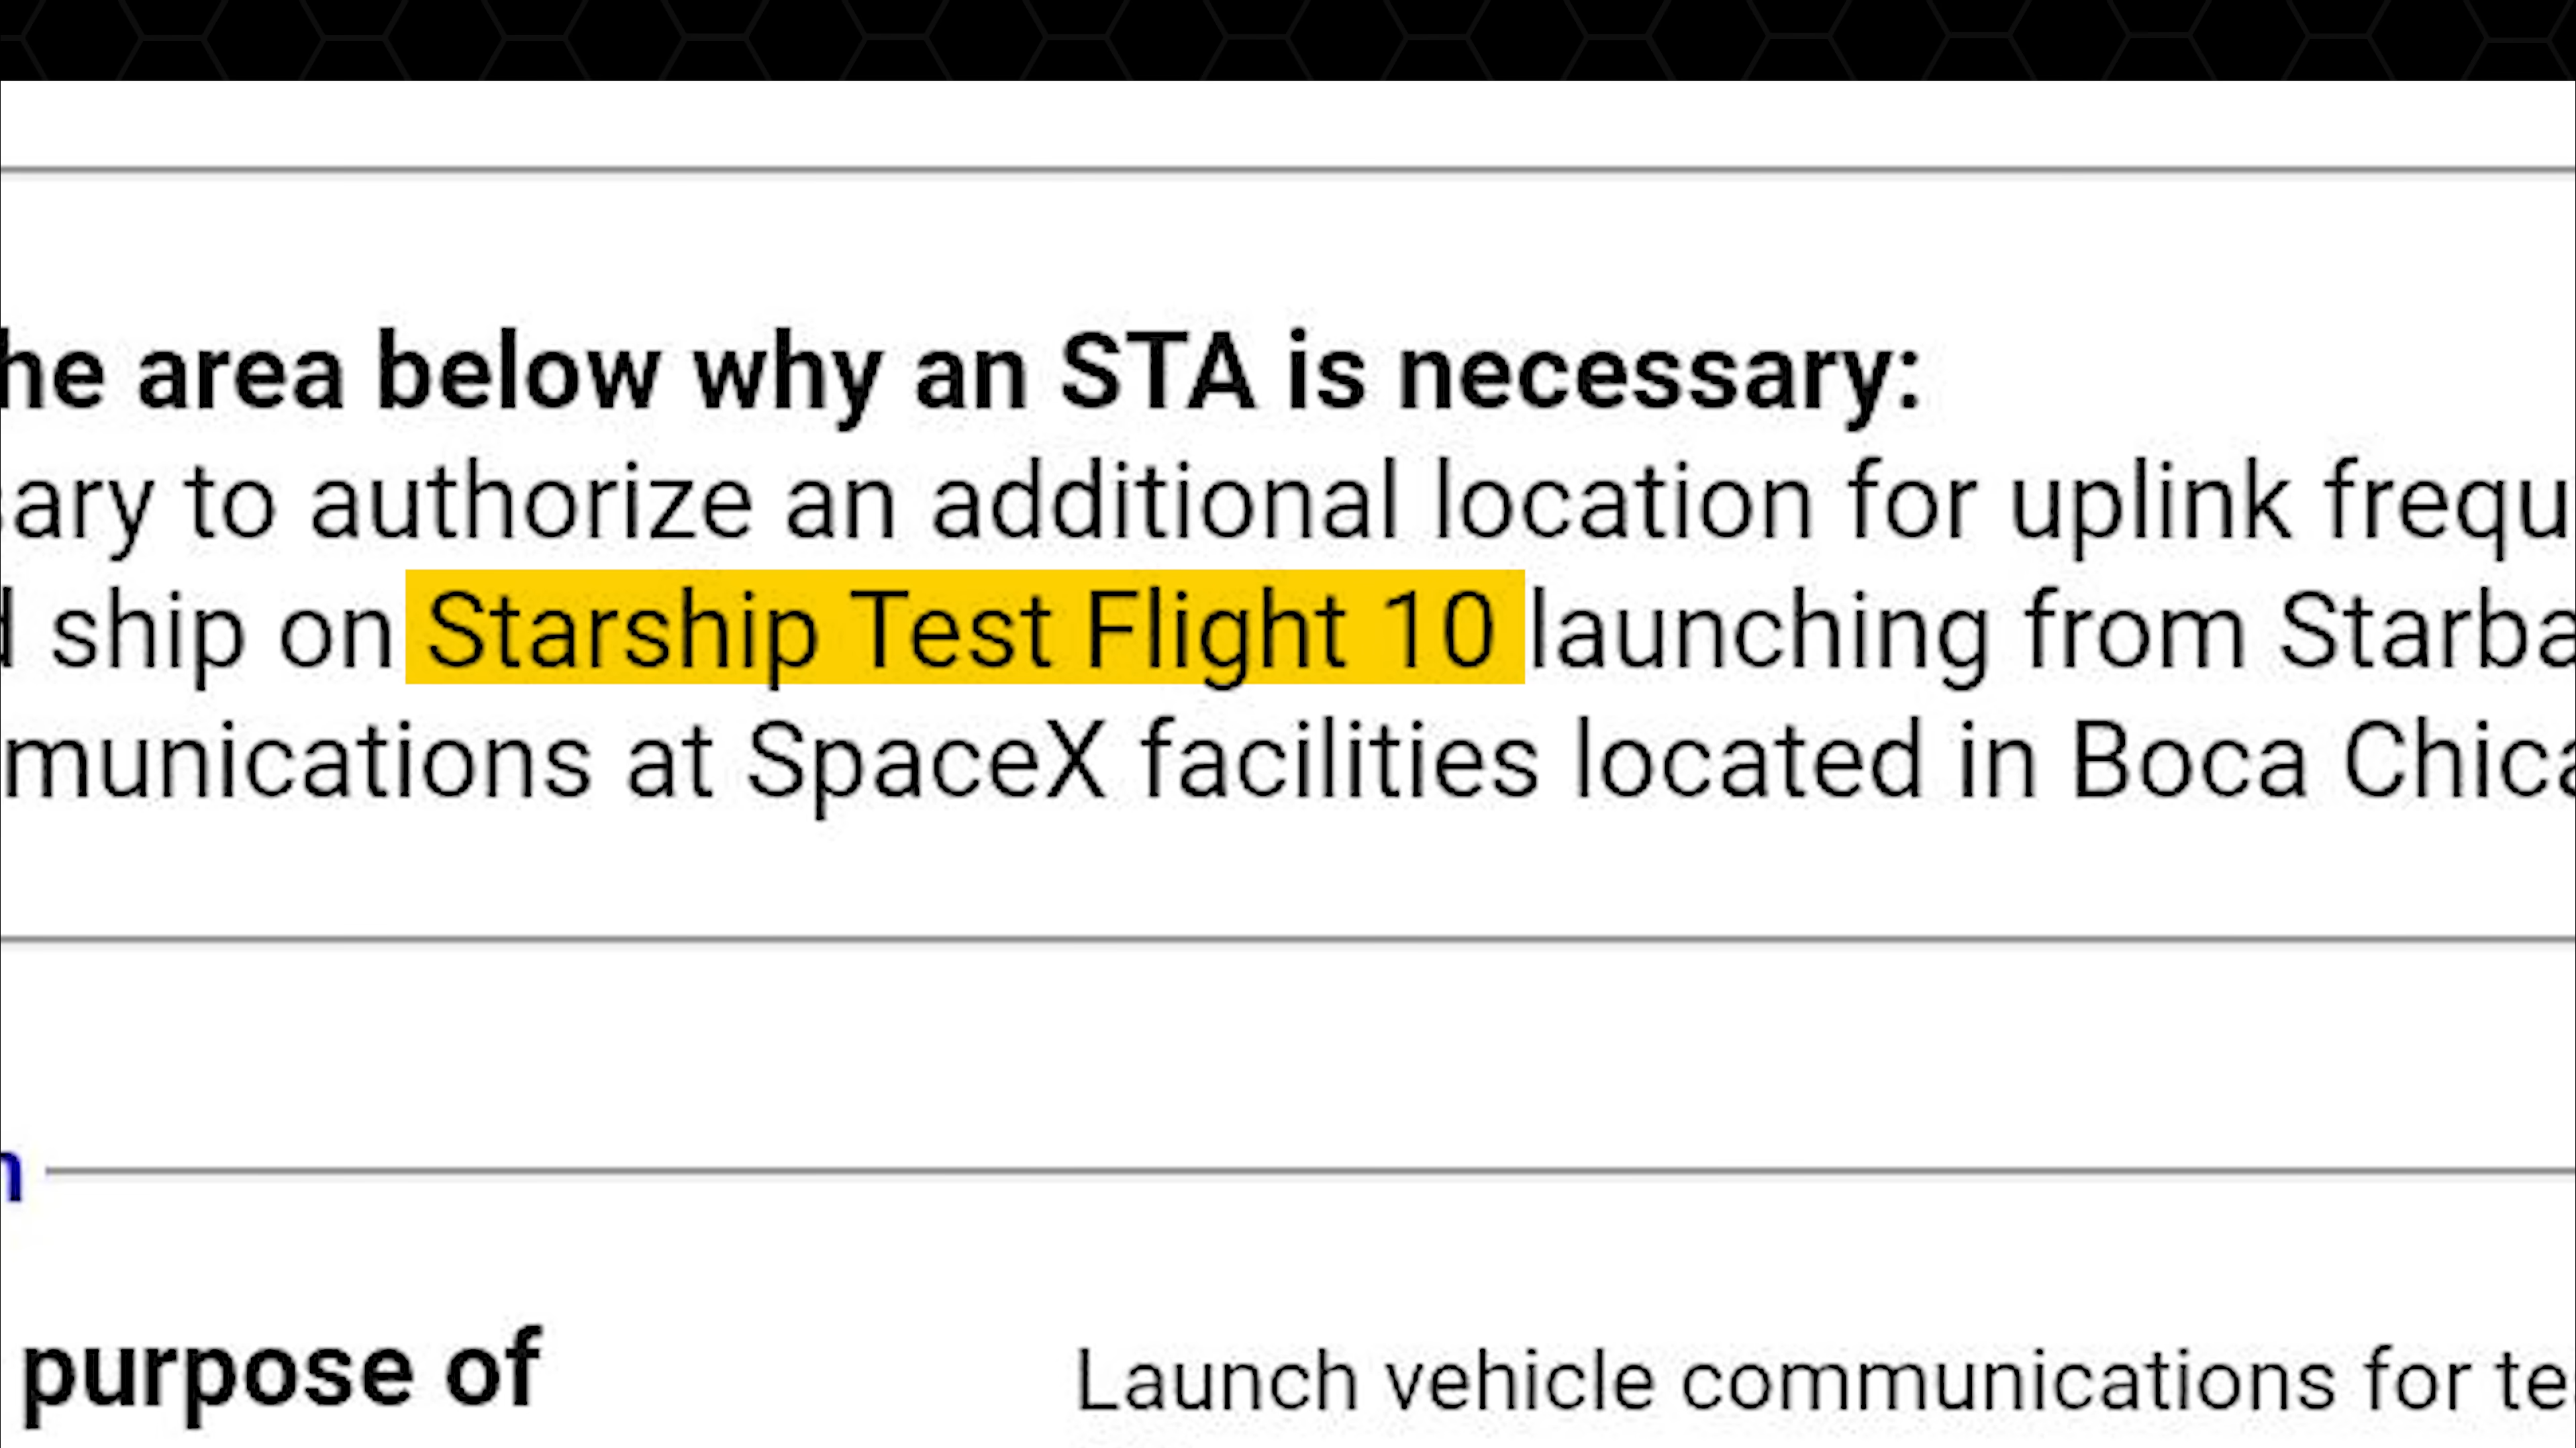 he area below why an STA is necessary:
ary to authorize an additional location for uplink frequ
ship on Starship Test Flight 10 launching from Starba
munications at SpaceX facilities located in Boca Chica
n
purpose of
Launch vehicle communications for te